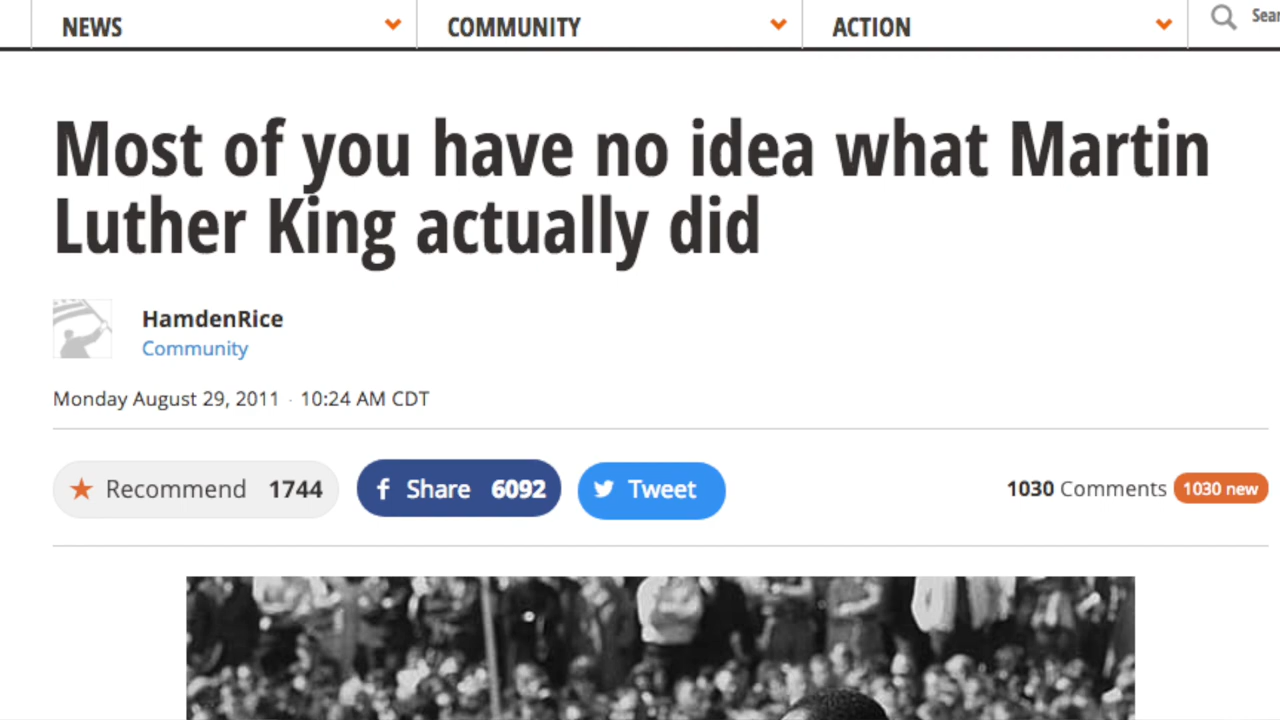 NEWS
COMMUNITY
ACTION
Most of you have no idea what Martin
Luther King actually did
HamdenRice
Community
Monday August 29, 2011 · 10:24 AM CDT
Recommend 1744
Share 6092
Tweet
1030 Comments 1030 new